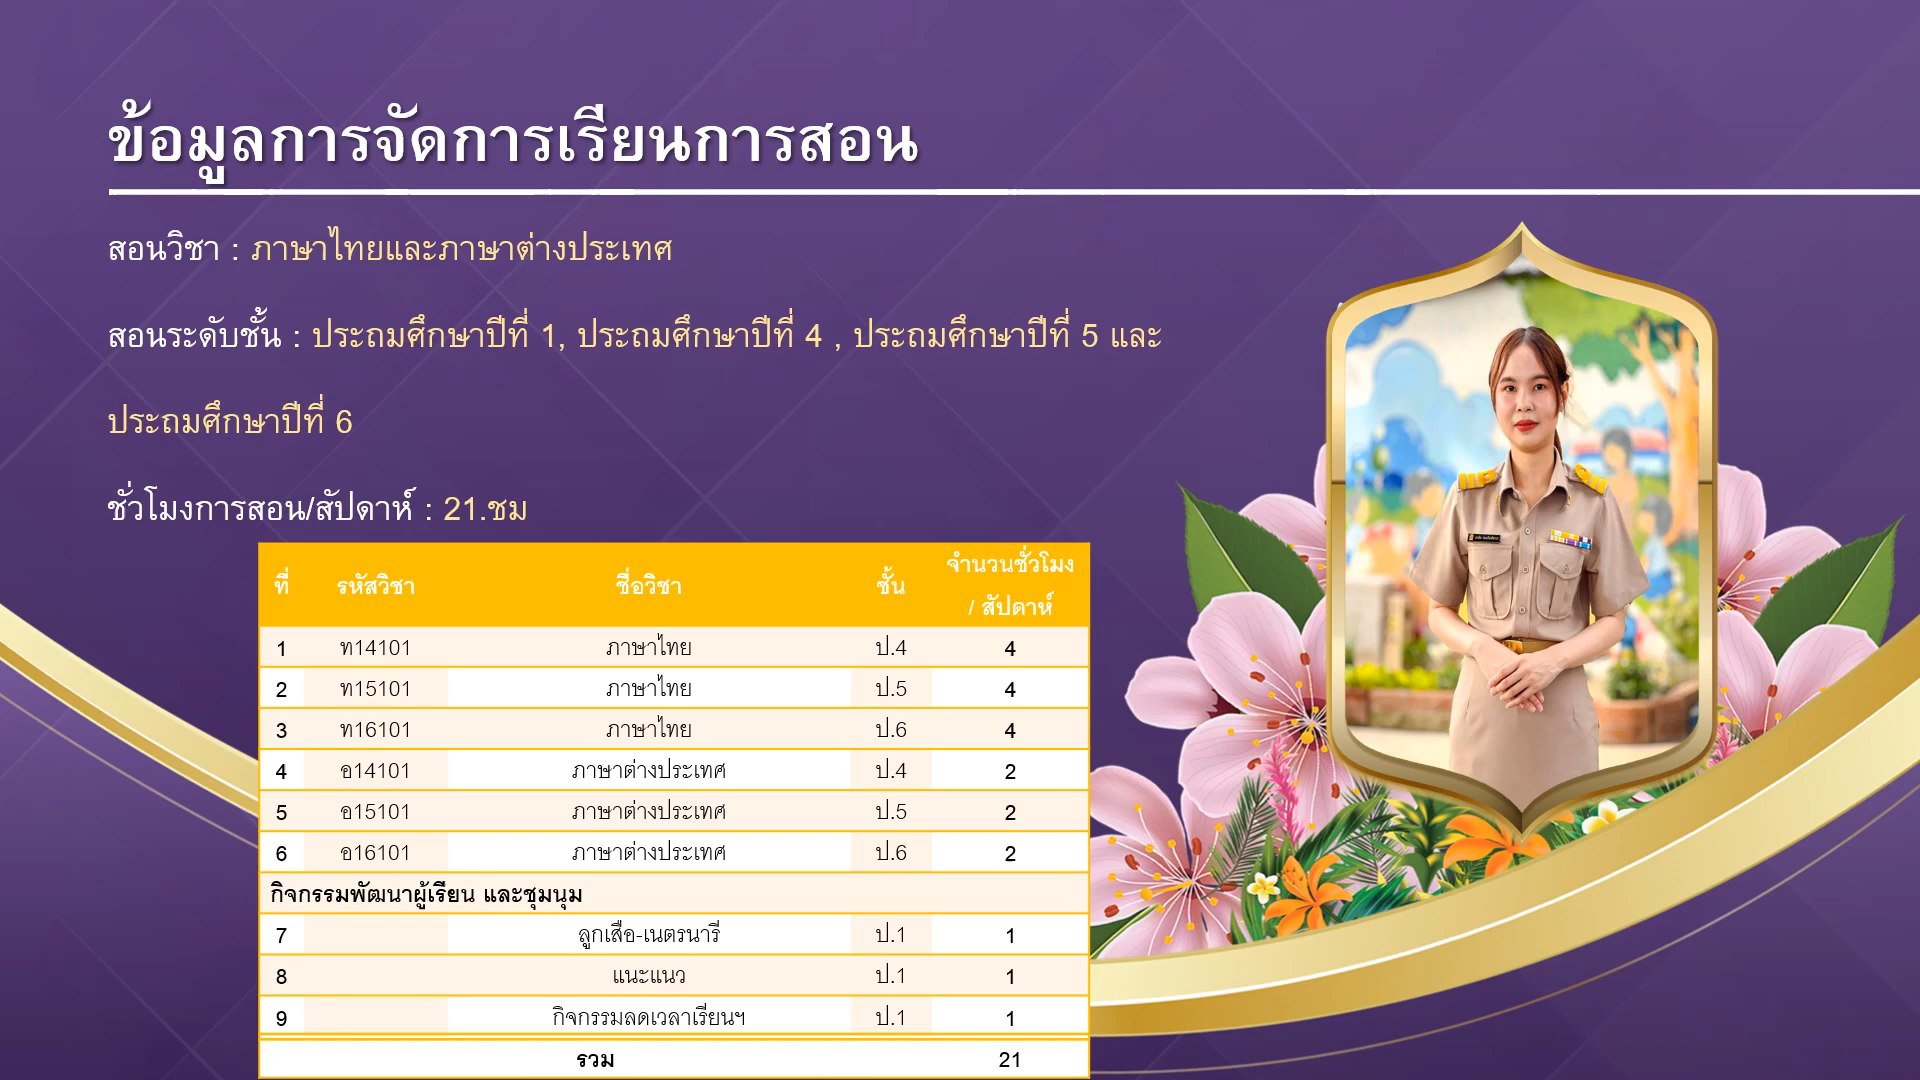 ข้อมูลการจัดการเรียนการสอน
สอนวิชา : ภาษาไทยและภาษาต่างประเทศ
สอนระดับชั้น : ประถมศึกษาปีที่ 1, ประถมศึกษาปีที่ 4 , ประถมศึกษาปีที่ 5 และ
ประถมศึกษาปีที่ 6
ชั่วโมงการสอน/สัปดาห์ : 21.ชม
ที่ รหัสวิชา ชื่อวิชา ชั้น จำนวนชั่วโมง
/ สัปดาห์
1 ท14101 ภาษาไทย ป.4 4
2 ท15101 ภาษาไทย ป.5 4
3 ท16101 ภาษาไทย ป.6 4
4 อ14101 ภาษาต่างประเทศ ป.4 2
5 อ15101 ภาษาต่างประเทศ ป.5 2
6 อ16101 ภาษาต่างประเทศ ป.6 2
กิจกรรมพัฒนาผู้เรียน และชุมนุม
7 ลูกเสือ-เนตรนารี ป.1 1
8 แนะแนว ป.1 1
9 กิจกรรมลดเวลาเรียนฯ ป.1 1
รวม 21